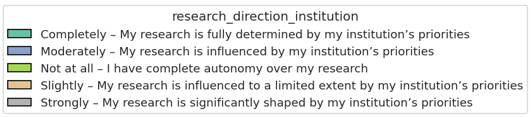 research_direction_institution
Completely – My research is fully determined by my institution’s priorities
Moderately – My research is influenced by my institution’s priorities
Not at all – I have complete autonomy over my research
Slightly – My research is influenced to a limited extent by my institution’s priorities
Strongly – My research is significantly shaped by my institution’s priorities